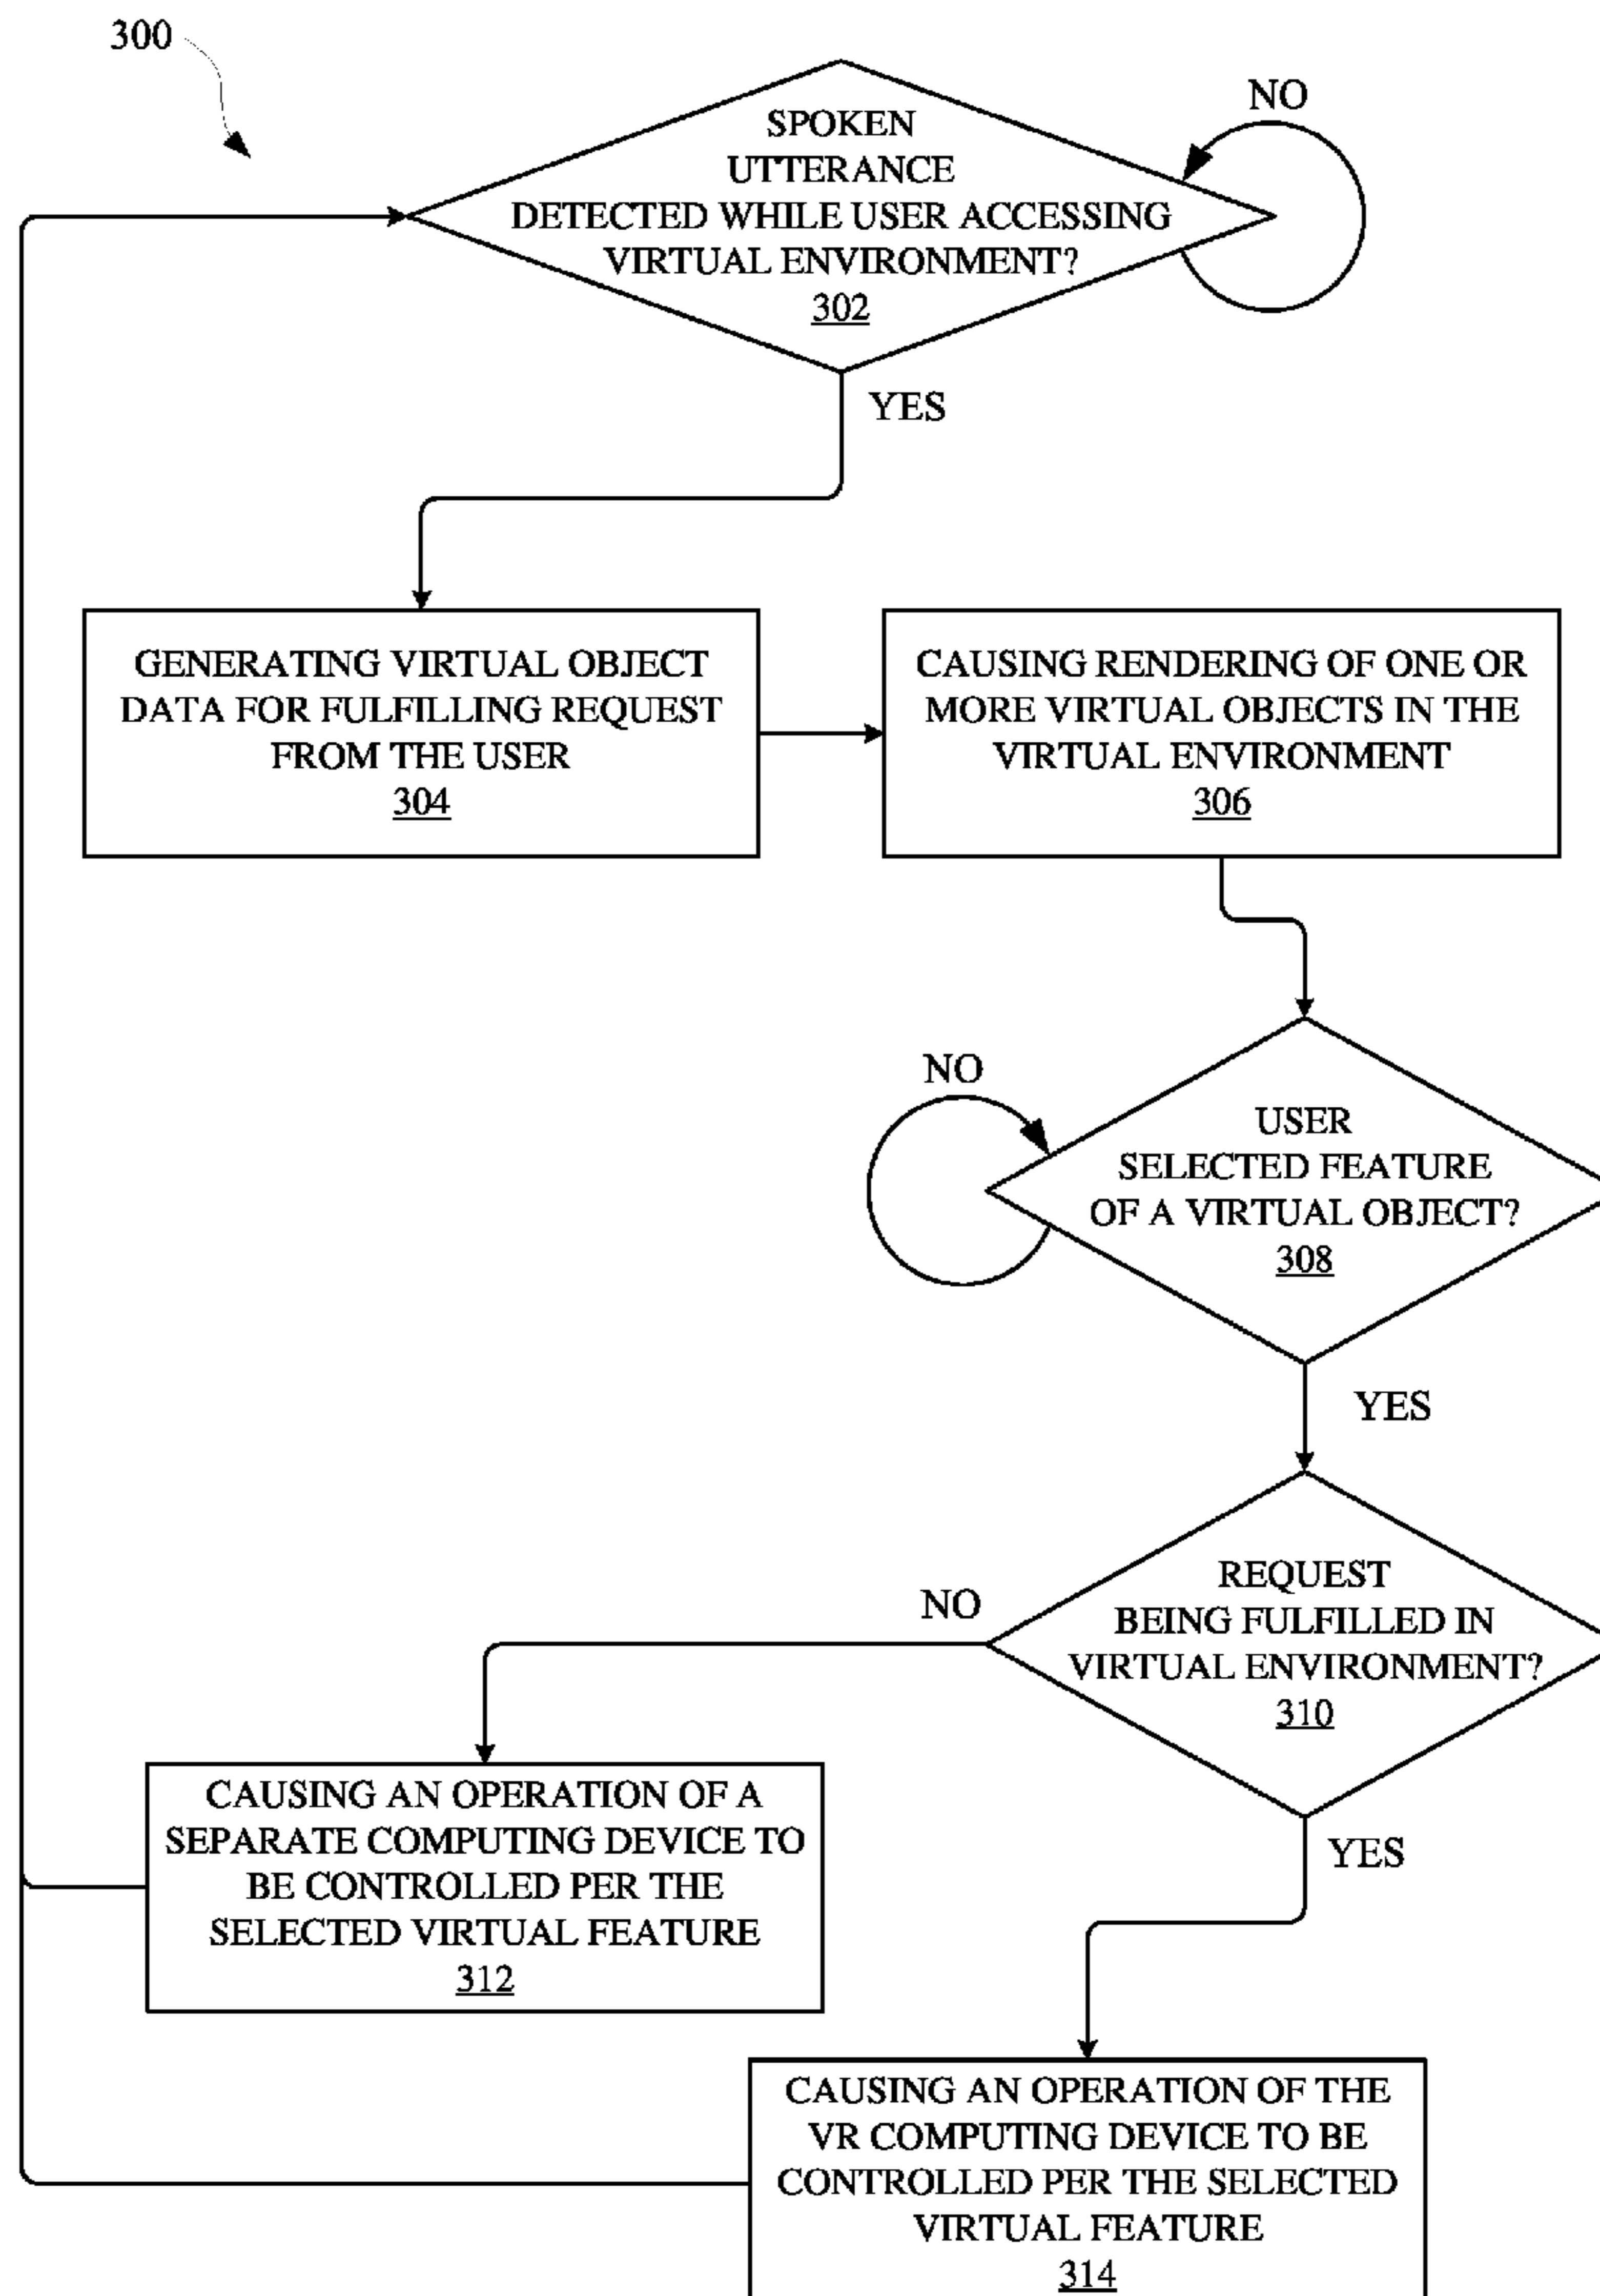 300
SPOKEN
UTTERANCE
DETECTED WHILE USER ACCESSING
VIRTUAL ENVIRONMENT?
302
NO
YES
GENERATING VIRTUAL OBJECT
DATA FOR FULFILLING REQUEST
FROM THE USER
304
CAUSING RENDERING OF ONE OR
MORE VIRTUAL OBJECTS IN THE
VIRTUAL ENVIRONMENT
306
NO
USER
SELECTED FEATURE
OF A VIRTUAL OBJECT?
308
YES
REQUEST
BEING FULFILLED IN
VIRTUAL ENVIRONMENT?
310
NO
YES
CAUSING AN OPERATION OF A
SEPARATE COMPUTING DEVICE TO
BE CONTROLLED PER THE
SELECTED VIRTUAL FEATURE
312
CAUSING AN OPERATION OF THE
VR COMPUTING DEVICE TO BE
CONTROLLED PER THE SELECTED
VIRTUAL FEATURE
314